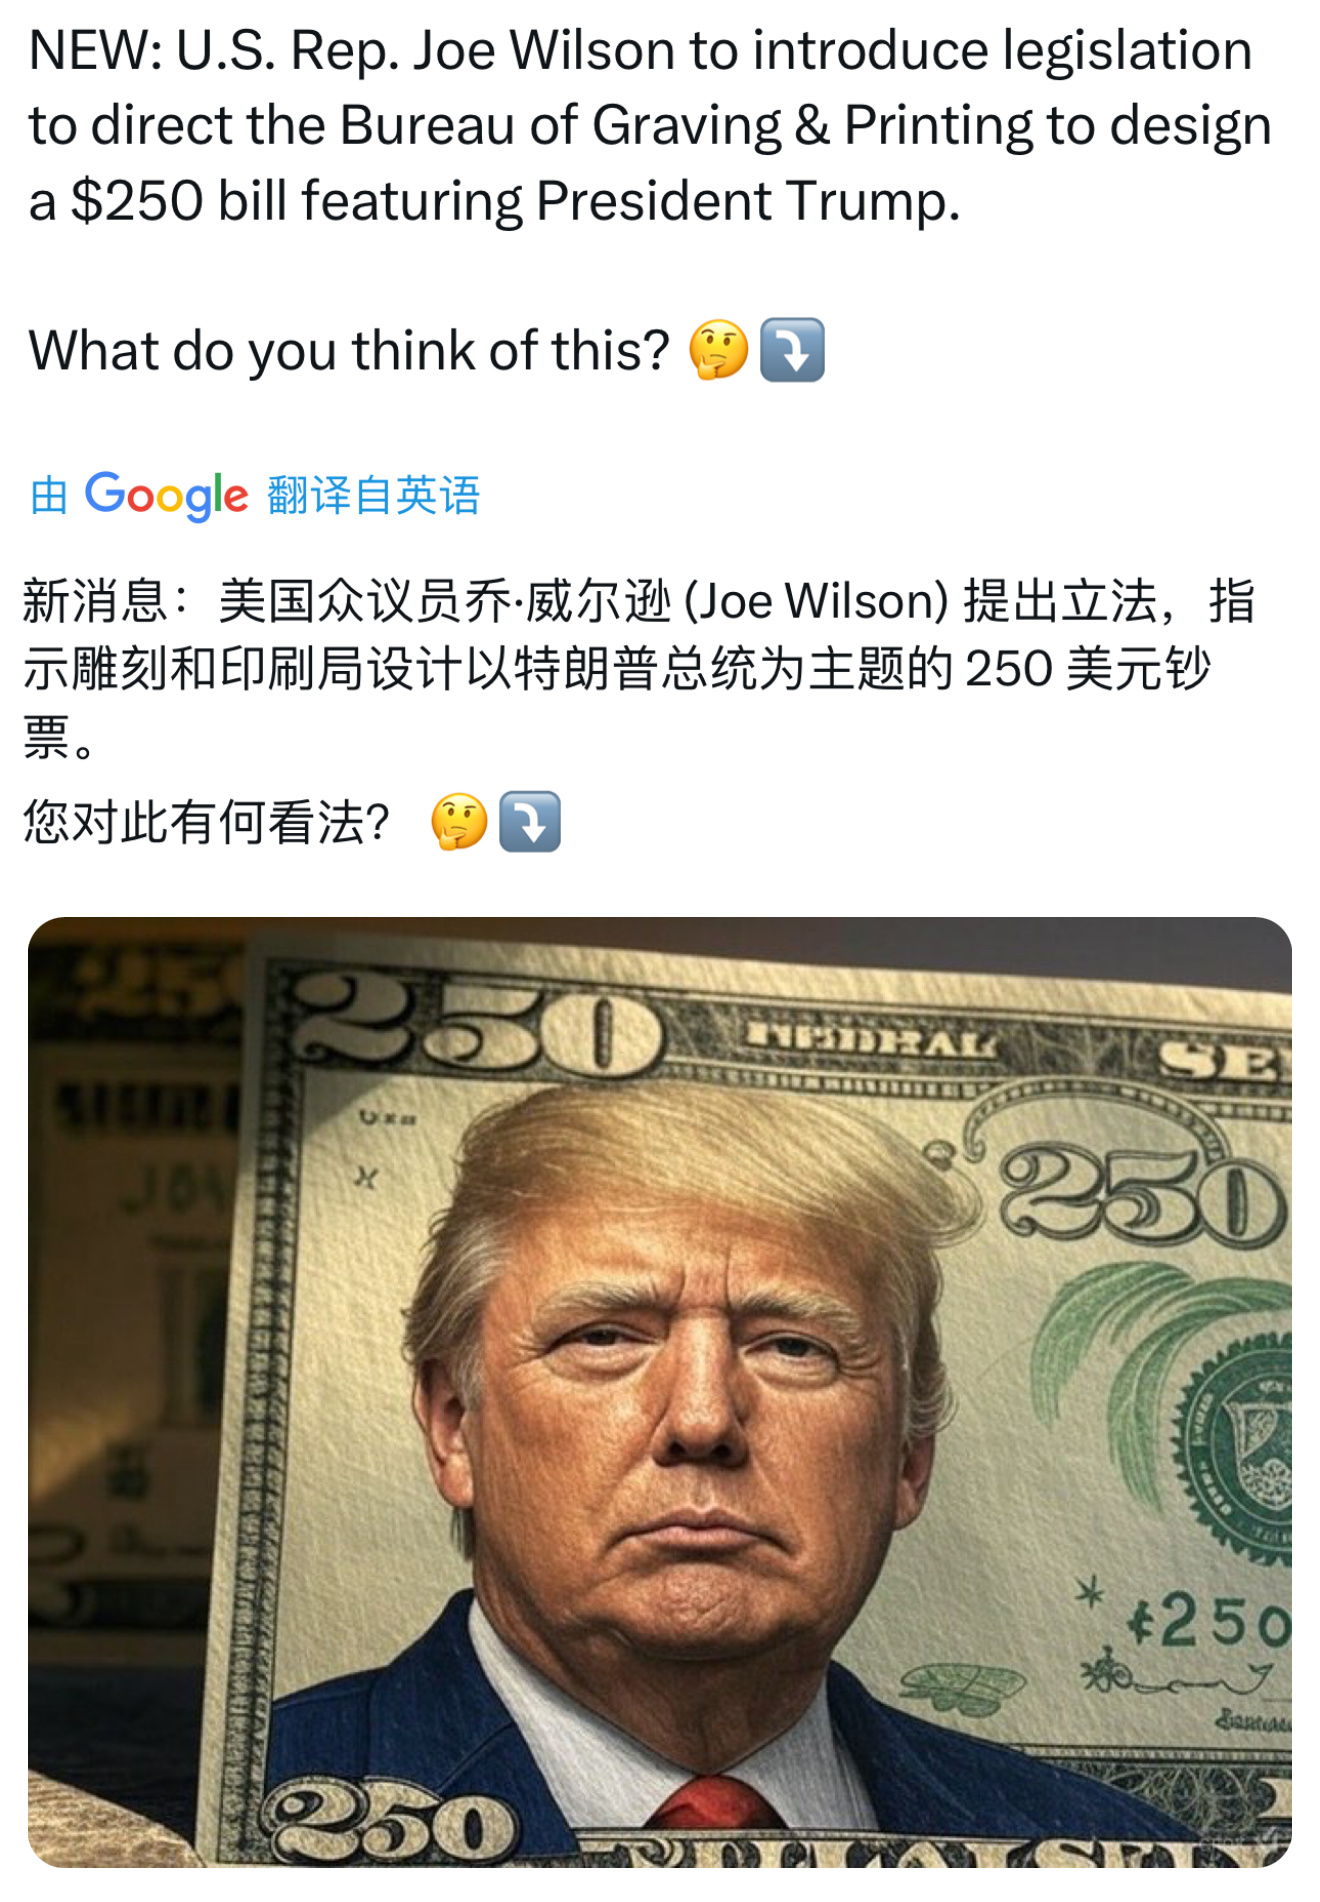 NEW: U.S. Rep. Joe Wilson to introduce legislation
to direct the Bureau of Graving & Printing to design
a $250 bill featuring President Trump.
What do you think of this? 🤔⤵️
由 Google 翻译自英语
新消息：美国众议员乔·威尔逊 (Joe Wilson) 提出立法，指
示雕刻和印刷局设计以特朗普总统为主题的 250 美元钞
票。
您对此有何看法？ 🤔⤵️
250
SE
250
250
250